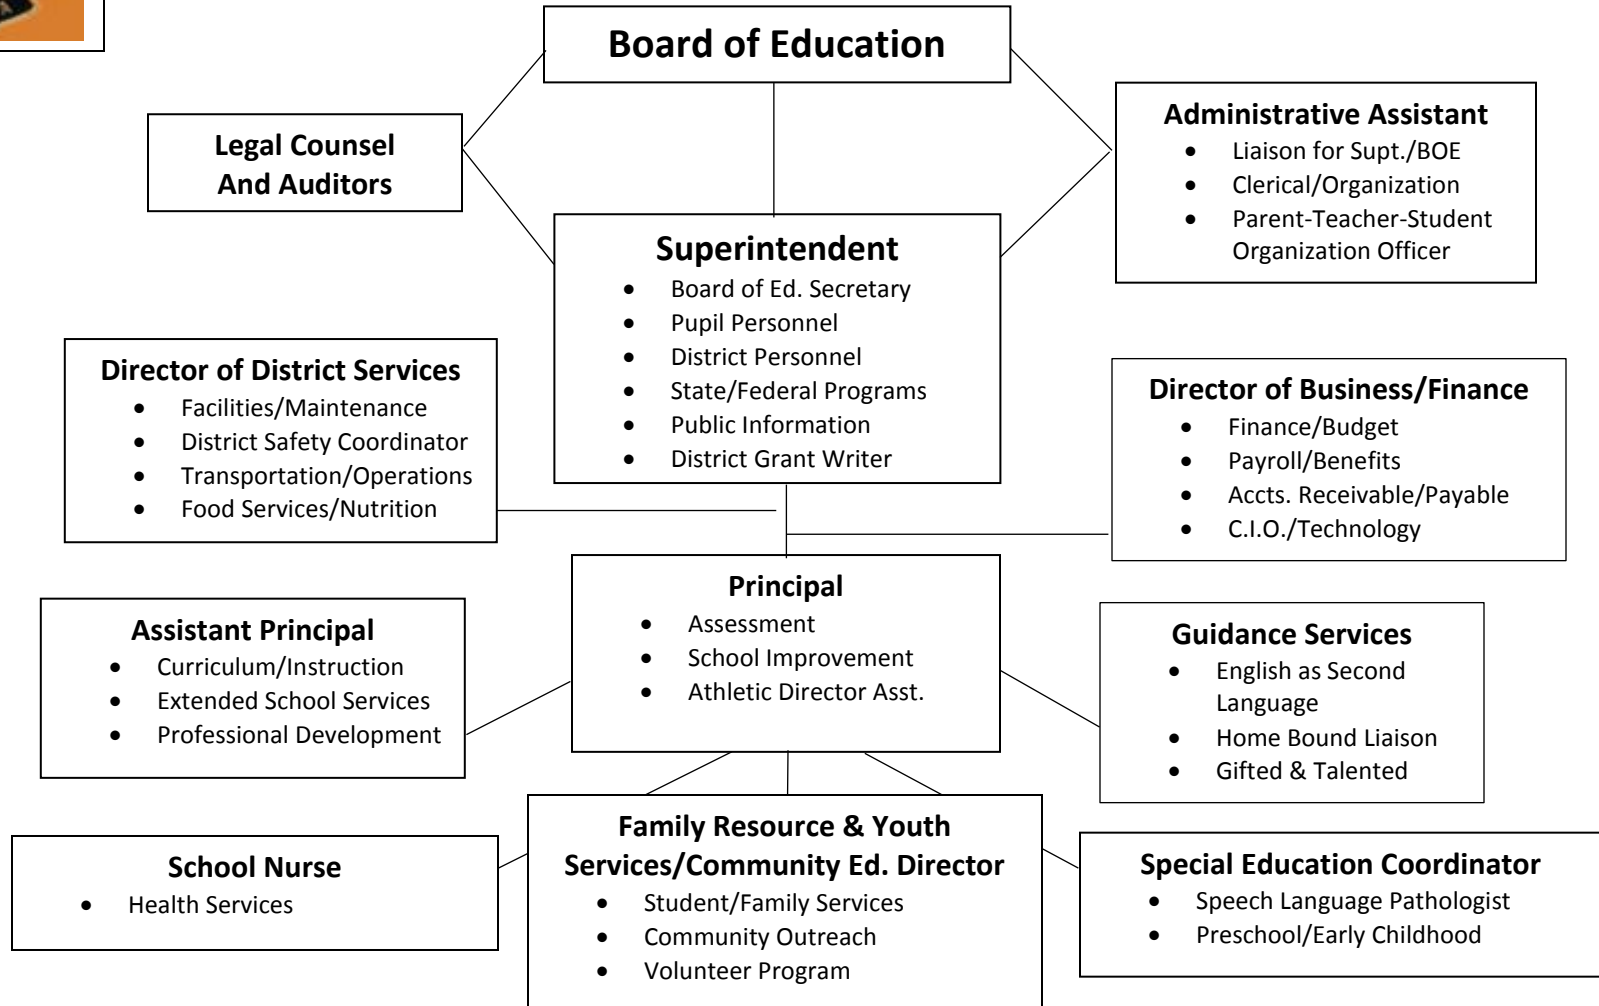 Board of Education
Legal Counsel
And Auditors
Administrative Assistant
• Liaison for Supt./BOE
• Clerical/Organization
• Parent-Teacher-Student
Organization Officer
Superintendent
• Board of Ed. Secretary
• Pupil Personnel
• District Personnel
• State/Federal Programs
• Public Information
• District Grant Writer
Director of District Services
• Facilities/Maintenance
• District Safety Coordinator
• Transportation/Operations
• Food Services/Nutrition
Director of Business/Finance
• Finance/Budget
• Payroll/Benefits
• Accts. Receivable/Payable
• C.I.O./Technology
Principal
• Assessment
• School Improvement
• Athletic Director Asst.
Assistant Principal
• Curriculum/Instruction
• Extended School Services
• Professional Development
Guidance Services
• English as Second
Language
• Home Bound Liaison
• Gifted & Talented
School Nurse
• Health Services
Family Resource & Youth
Services/Community Ed. Director
• Student/Family Services
• Community Outreach
• Volunteer Program
Special Education Coordinator
• Speech Language Pathologist
• Preschool/Early Childhood